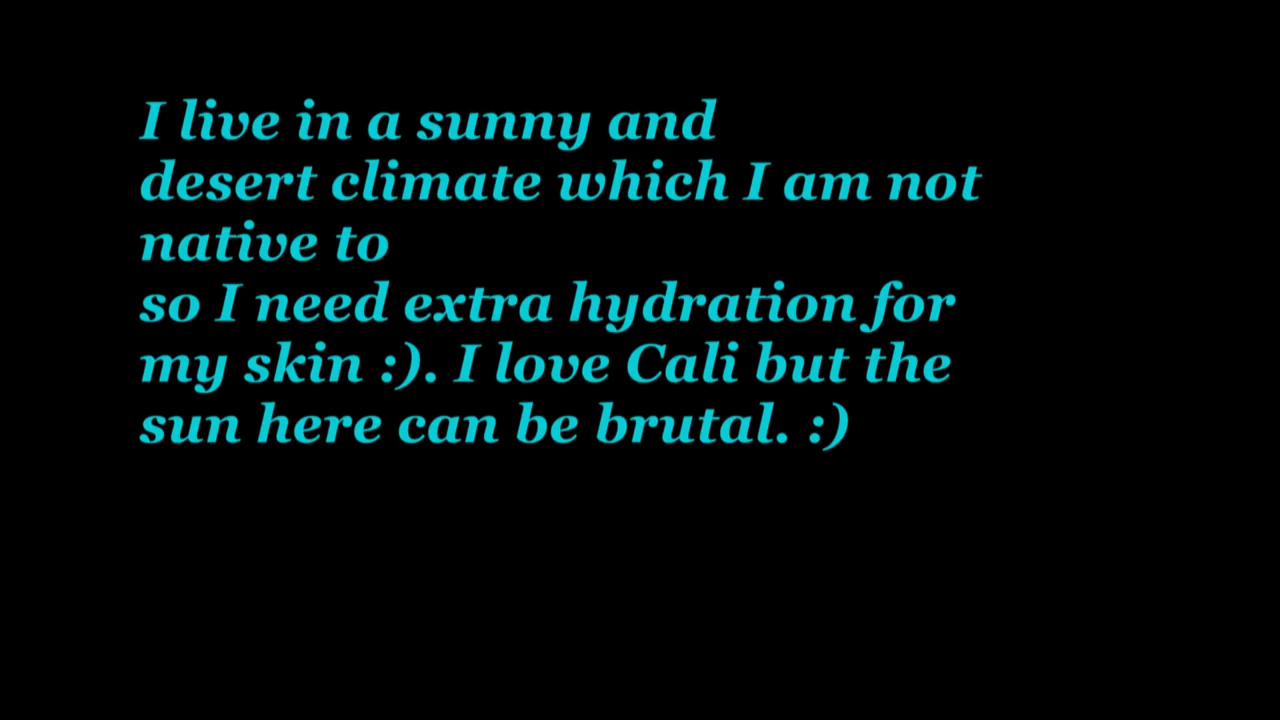 I live in a sunny and
desert climate which I am not
native to
so I need extra hydration for
my skin :). I love Cali but the
sun here can be brutal. :)